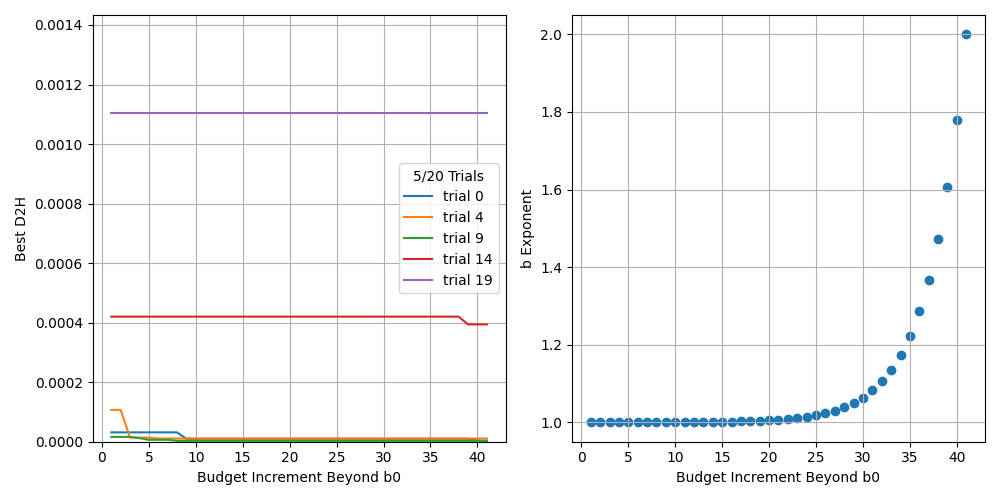 0.0014
0.0012
0.0010
0.0008
0.0006
0.0004
0.0002
0.0000
Best D2H
0 5 10 15 20 25 30 35 40
Budget Increment Beyond b0
5/20 Trials
trial 0
trial 4
trial 9
trial 14
trial 19
2.0
1.8
1.6
1.4
1.2
1.0
b Exponent
0 5 10 15 20 25 30 35 40
Budget Increment Beyond b0